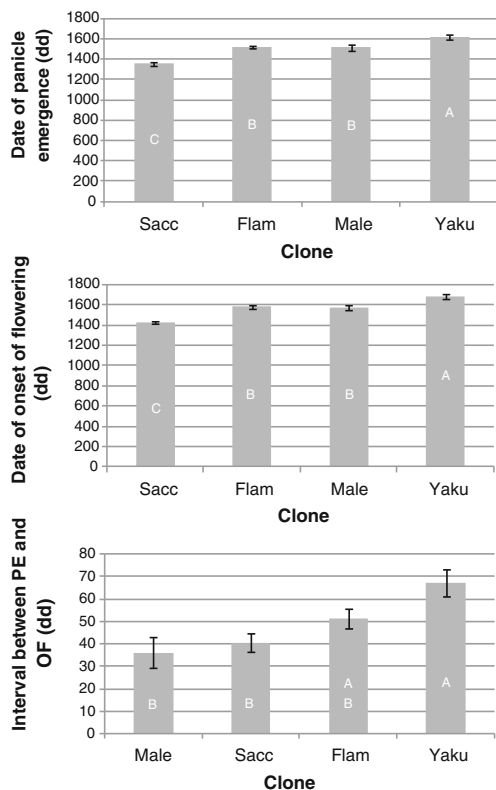 Date of panicle
emergence (dd)
1800
1600
1400
1200
1000
800
600
400
200
0
C
B
B
A
Sacc Flam Male Yaku
Clone
Date of onset of flowering
(dd)
1800
1600
1400
1200
1000
800
600
400
200
0
C
B
B
A
Sacc Flam Male Yaku
Clone
Interval between PE and
OF (dd)
80
70
60
50
40
30
20
10
0
B
B
A
B
A
Male Sacc Flam Yaku
Clone